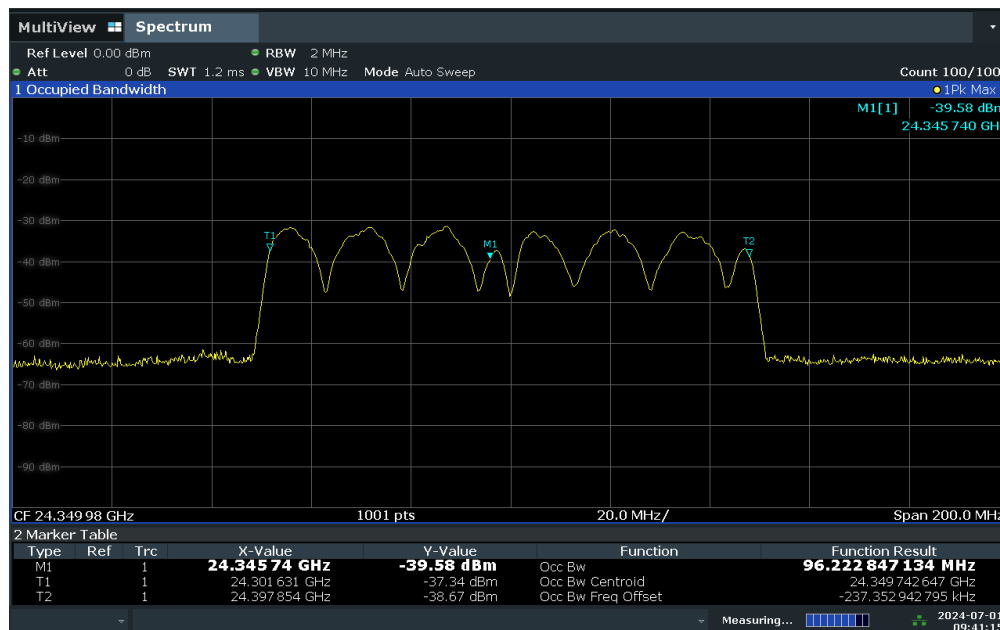 MultiView Spectrum
Ref Level 0.00 dBm RBW 2 MHz
Att 0 dB SWT 1.2 ms VBW 10 MHz Mode Auto Sweep Count 100/100
1 Occupied Bandwidth 1Pk Max
M1[1] -39.58 dBm
24.345 740 GH
-10 dBm
-20 dBm
-30 dBm
T1
M1
T2
-40 dBm
-50 dBm
-60 dBm
-70 dBm
-80 dBm
-90 dBm
CF 24.349 98 GHz 1001 pts 20.0 MHz/ Span 200.0 MHz
2 Marker Table
Type Ref Trc X-Value Y-Value Function Function Result
M1 1 24.345 74 GHz -39.58 dBm Occ Bw 96.222 847 134 MHz
T1 1 24.301 631 GHz -37.34 dBm Occ Bw Centroid 24.349 742 647 GHz
T2 1 24.397 854 GHz -38.67 dBm Occ Bw Freq Offset -237.352 942 795 kHz
Measuring... 2024-07-01
09:41:15